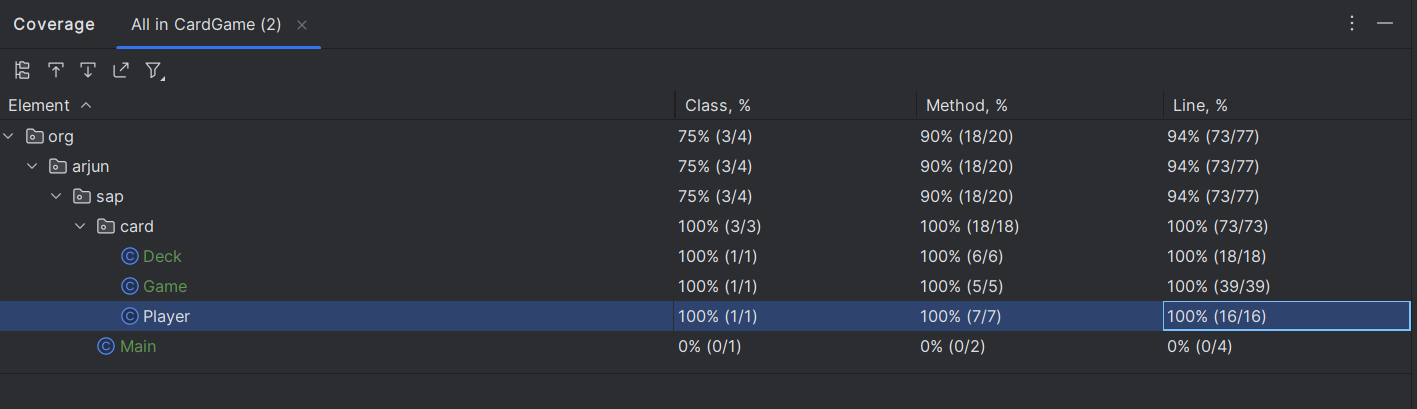 Coverage All in CardGame (2)
Element Class, % Method, % Line, %
org 75% (3/4) 90% (18/20) 94% (73/77)
arjun 75% (3/4) 90% (18/20) 94% (73/77)
sap 75% (3/4) 90% (18/20) 94% (73/77)
card 100% (3/3) 100% (18/18) 100% (73/73)
Deck 100% (1/1) 100% (6/6) 100% (18/18)
Game 100% (1/1) 100% (5/5) 100% (39/39)
Player 100% (1/1) 100% (7/7) 100% (16/16)
Main 0% (0/1) 0% (0/2) 0% (0/4)